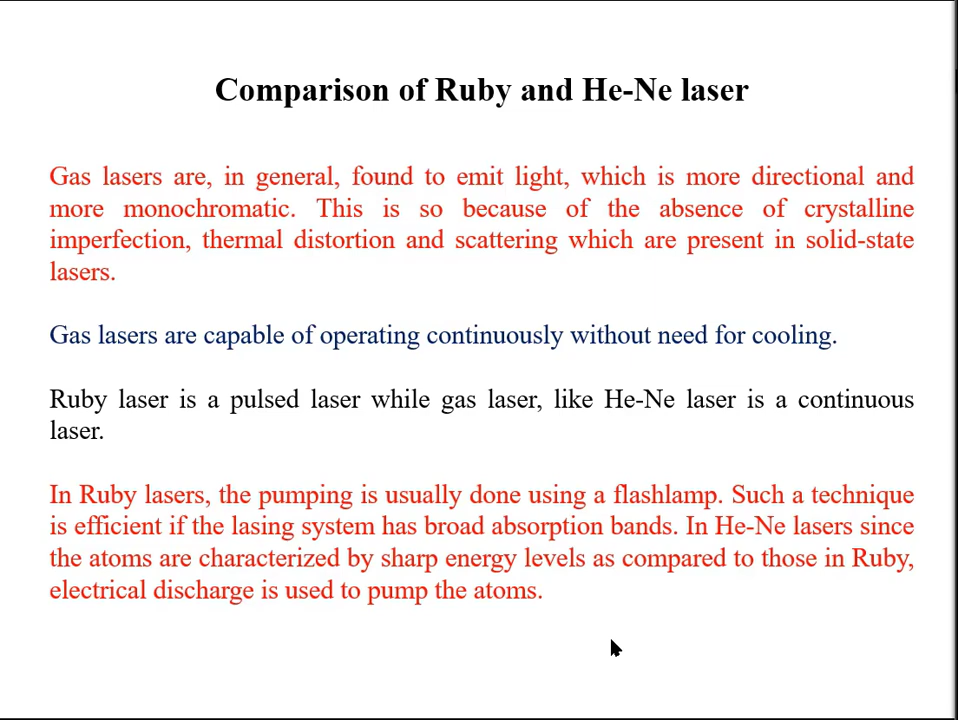 Comparison of Ruby and He-Ne laser
Gas lasers are, in general, found to emit light, which is more directional and
more monochromatic. This is so because of the absence of crystalline
imperfection, thermal distortion and scattering which are present in solid-state
lasers.
Gas lasers are capable of operating continuously without need for cooling.
Ruby laser is a pulsed laser while gas laser, like He-Ne laser is a continuous
laser.
In Ruby lasers, the pumping is usually done using a flashlamp. Such a technique
is efficient if the lasing system has broad absorption bands. In He-Ne lasers since
the atoms are characterized by sharp energy levels as compared to those in Ruby,
electrical discharge is used to pump the atoms.